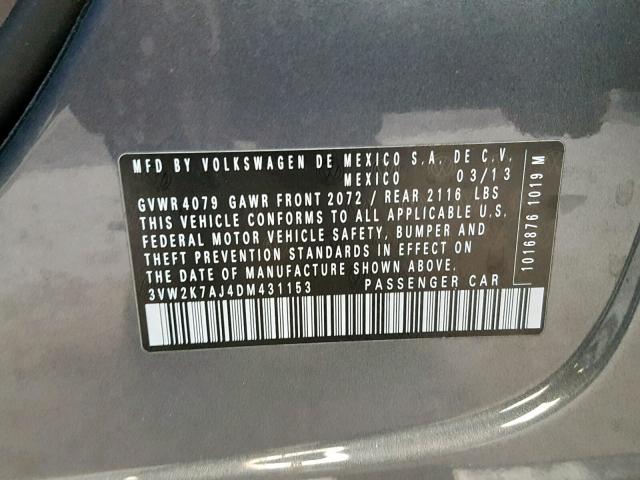 MFD BY VOLKSWAGEN DE MEXICO S.A. DE C.V.
MEXICO 03/13
GVWR 4079 GAWR FRONT 2072 / REAR 2116 LBS
THIS VEHICLE CONFORMS TO ALL APPLICABLE U.S.
FEDERAL MOTOR VEHICLE SAFETY, BUMPER AND
THEFT PREVENTION STANDARDS IN EFFECT ON
THE DATE OF MANUFACTURE SHOWN ABOVE.
3VW2K7AJ4DM431153 PASSENGER CAR
1016876 1019 M